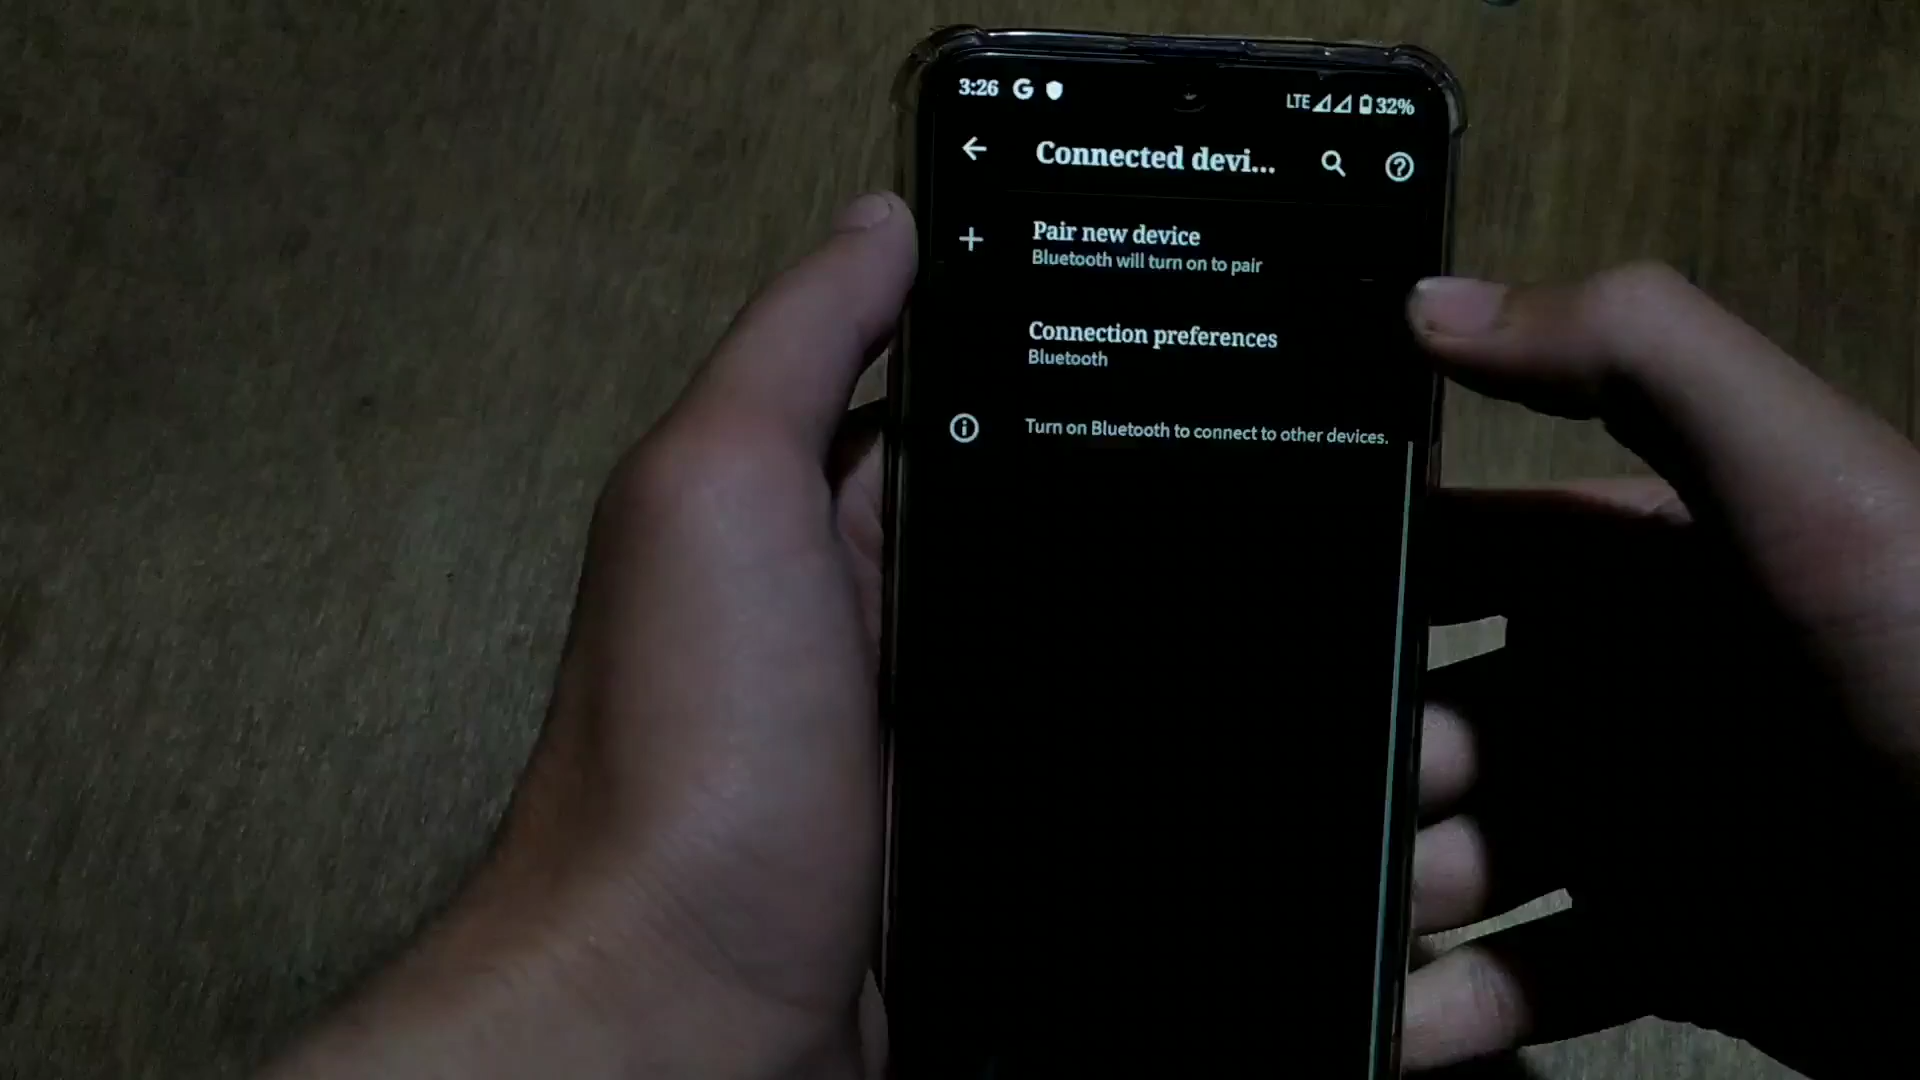 3:26 G LTE 32%
Connected devi...
Pair new device
Bluetooth will turn on to pair
Connection preferences
Bluetooth
Turn on Bluetooth to connect to other devices.